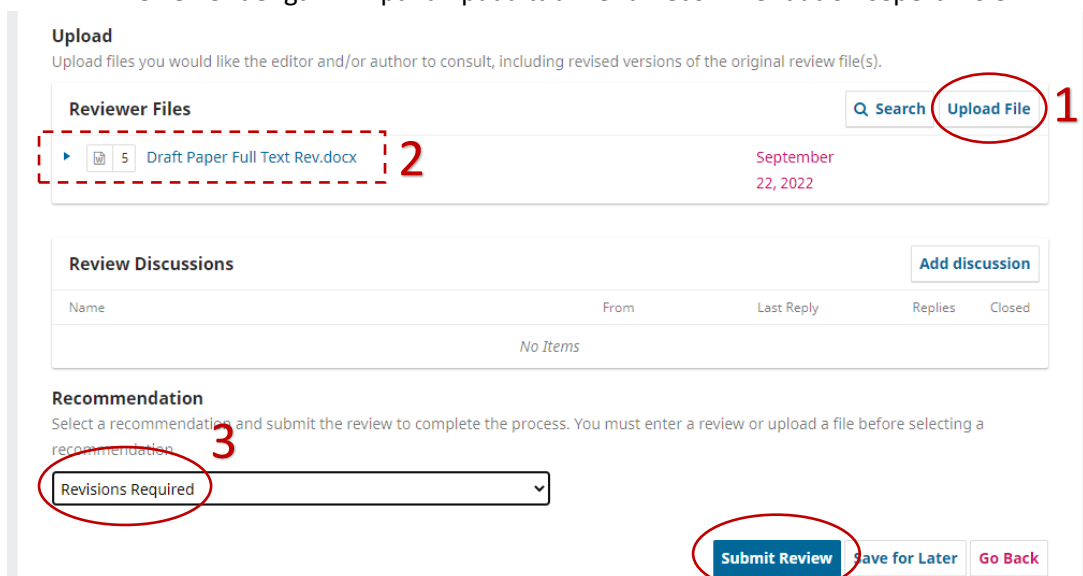 Upload
Upload files you would like the editor and/or author to consult, including revised versions of the original review file(s).
Reviewer Files
Search
Upload File
1
5 Draft Paper Full Text Rev.docx
2
September
22, 2022
Review Discussions
Add discussion
Name From Last Reply Replies Closed
No Items
Recommendation
Select a recommendation and submit the review to complete the process. You must enter a review or upload a file before selecting a
recommendation.
3
Revisions Required
Submit Review Save for Later Go Back